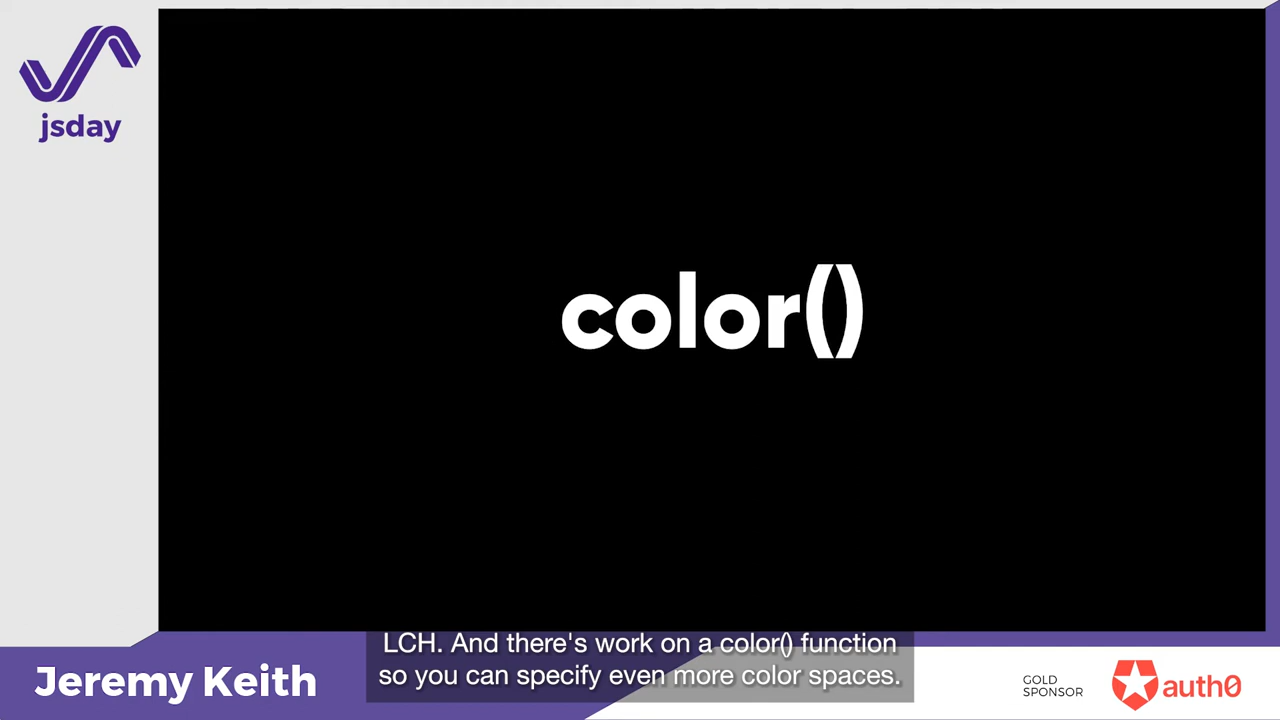 jsday
color()
LCH. And there's work on a color() function
so you can specify even more color spaces.
Jeremy Keith
GOLD
SPONSOR
auth0